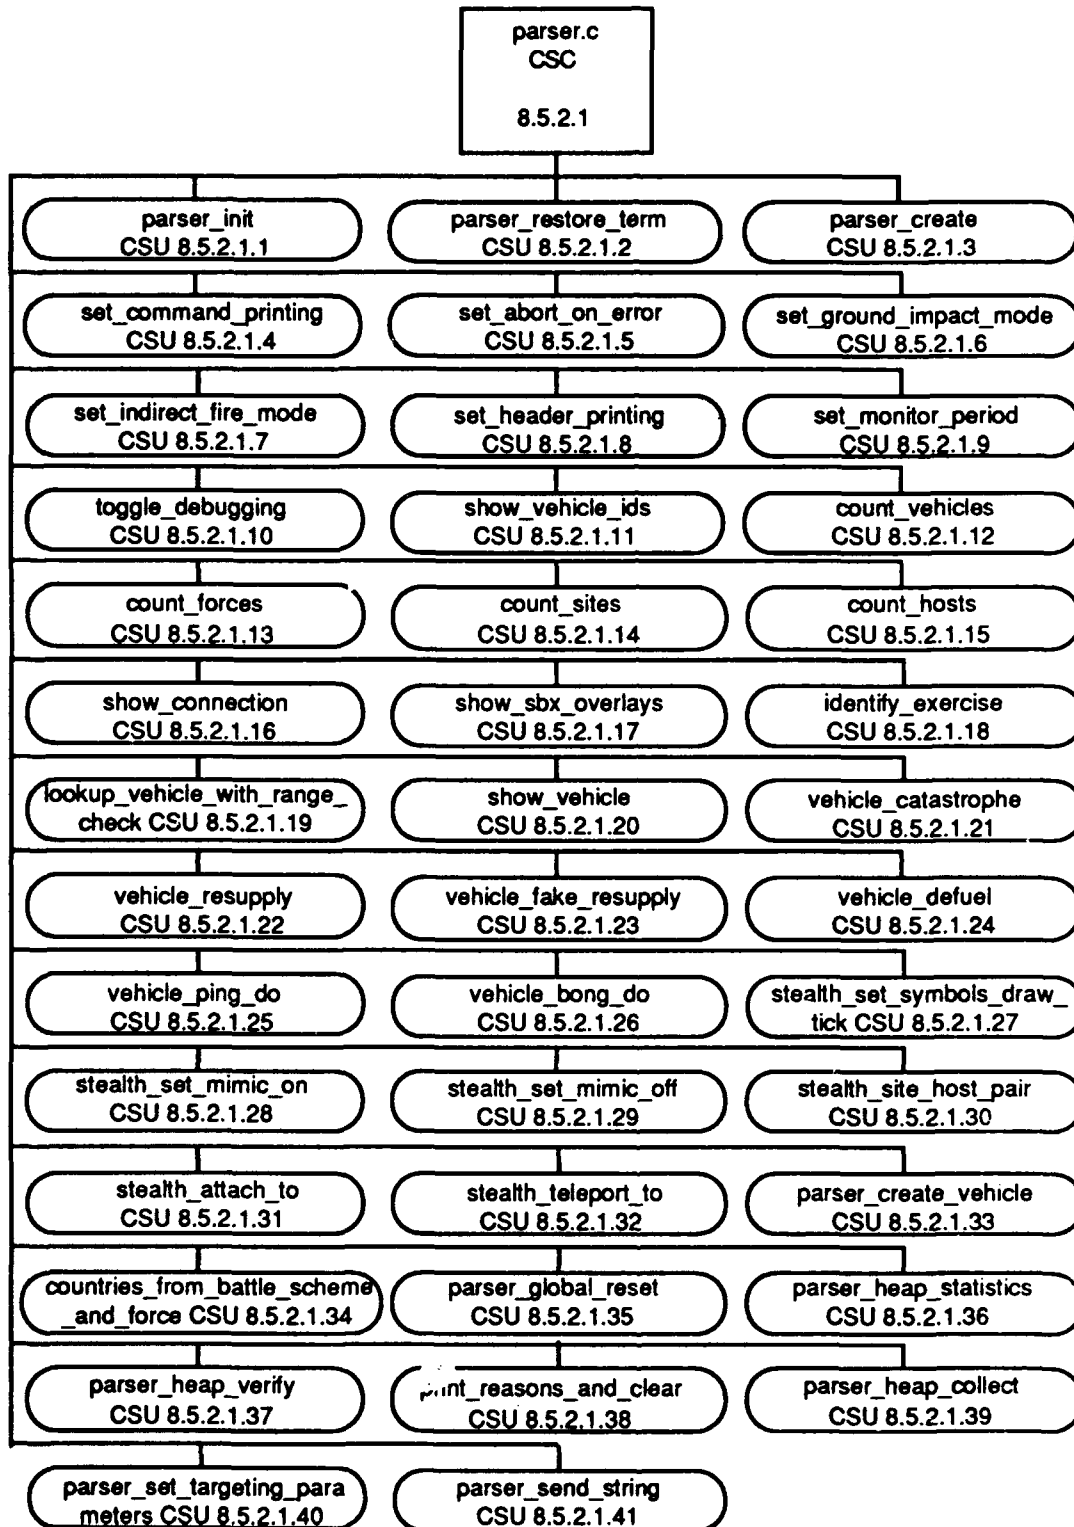 parser.c
CSC
8.5.2.1
parser_init
CSU 8.5.2.1.1
parser_restore_term
CSU 8.5.2.1.2
parser_create
CSU 8.5.2.1.3
set_command_printing
CSU 8.5.2.1.4
set_abort_on_error
CSU 8.5.2.1.5
set_ground_impact_mode
CSU 8.5.2.1.6
set_indirect_fire_mode
CSU 8.5.2.1.7
set_header_printing
CSU 8.5.2.1.8
set_monitor_period
CSU 8.5.2.1.9
toggle_debugging
CSU 8.5.2.1.10
show_vehicle_ids
CSU 8.5.2.1.11
count_vehicles
CSU 8.5.2.1.12
count_forces
CSU 8.5.2.1.13
count_sites
CSU 8.5.2.1.14
count_hosts
CSU 8.5.2.1.15
show_connection
CSU 8.5.2.1.16
show_sbx_overlays
CSU 8.5.2.1.17
identify_exercise
CSU 8.5.2.1.18
lookup_vehicle_with_range_
check CSU 8.5.2.1.19
show_vehicle
CSU 8.5.2.1.20
vehicle_catastrophe
CSU 8.5.2.1.21
vehicle_resupply
CSU 8.5.2.1.22
vehicle_fake_resupply
CSU 8.5.2.1.23
vehicle_defuel
CSU 8.5.2.1.24
vehicle_ping_do
CSU 8.5.2.1.25
vehicle_bong_do
CSU 8.5.2.1.26
stealth_set_symbols_draw_
tick CSU 8.5.2.1.27
stealth_set_mimic_on
CSU 8.5.2.1.28
stealth_set_mimic_off
CSU 8.5.2.1.29
stealth_site_host_pair
CSU 8.5.2.1.30
stealth_attach_to
CSU 8.5.2.1.31
stealth_teleport_to
CSU 8.5.2.1.32
parser_create_vehicle
CSU 8.5.2.1.33
countries_from_battle_scheme
_and_force CSU 8.5.2.1.34
parser_global_reset
CSU 8.5.2.1.35
parser_heap_statistics
CSU 8.5.2.1.36
parser_heap_verify
CSU 8.5.2.1.37
print_reasons_and_clear
CSU 8.5.2.1.38
parser_heap_collect
CSU 8.5.2.1.39
parser_set_targeting_para
meters CSU 8.5.2.1.40
parser_send_string
CSU 8.5.2.1.41